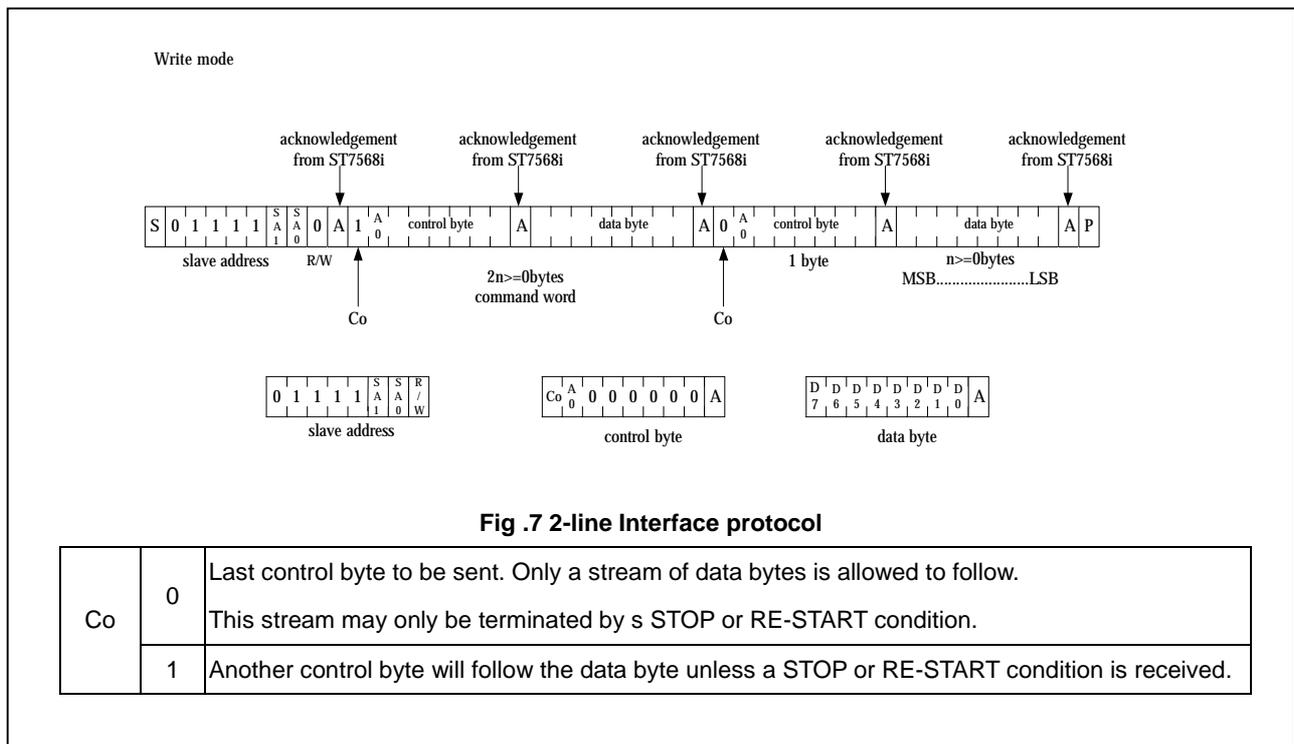 Write mode
acknowledgement acknowledgement acknowledgement acknowledgement acknowledgement
from ST7568i from ST7568i from ST7568i from ST7568i from ST7568i
S 0 1 1 1 1 SA1 SA0 0 A 1 A0 control byte A data byte A 0 A0 control byte A data byte A P
slave address R/W 1 byte n>=0bytes
2n>=0bytes MSB.......................LSB
command word
Co Co
0 1 1 1 1 SA1 SA0 R/W Co A0 0 0 0 0 0 0 A D7 D6 D5 D4 D3 D2 D1 D0 A
slave address control byte data byte
Fig .7 2-line Interface protocol
Co 0 Last control byte to be sent. Only a stream of data bytes is allowed to follow.
This stream may only be terminated by s STOP or RE-START condition.
1 Another control byte will follow the data byte unless a STOP or RE-START condition is received.